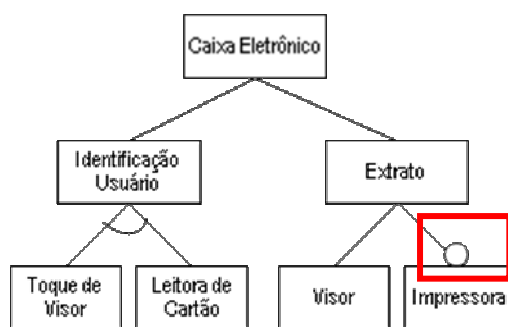 Caixa Eletrônico
Identificação
Usuário
Extrato
Toque de
Visor
Leitora de
Cartão
Visor
Impressora